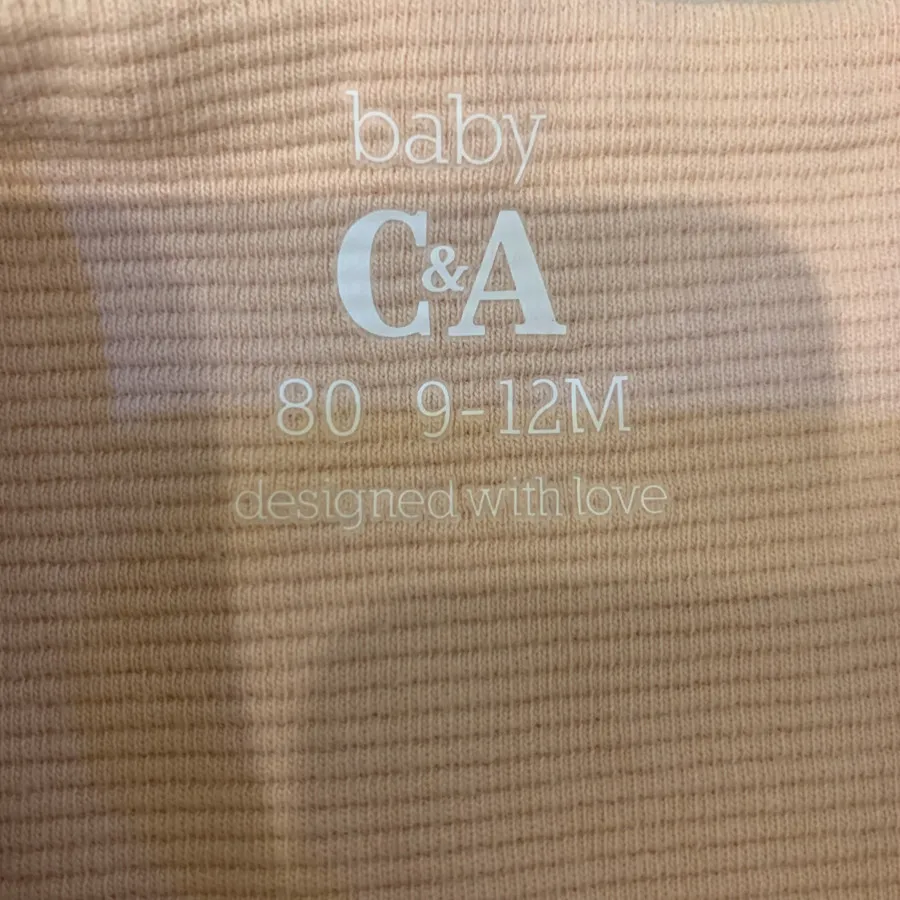 baby
C&A
80 9-12M
designed with love